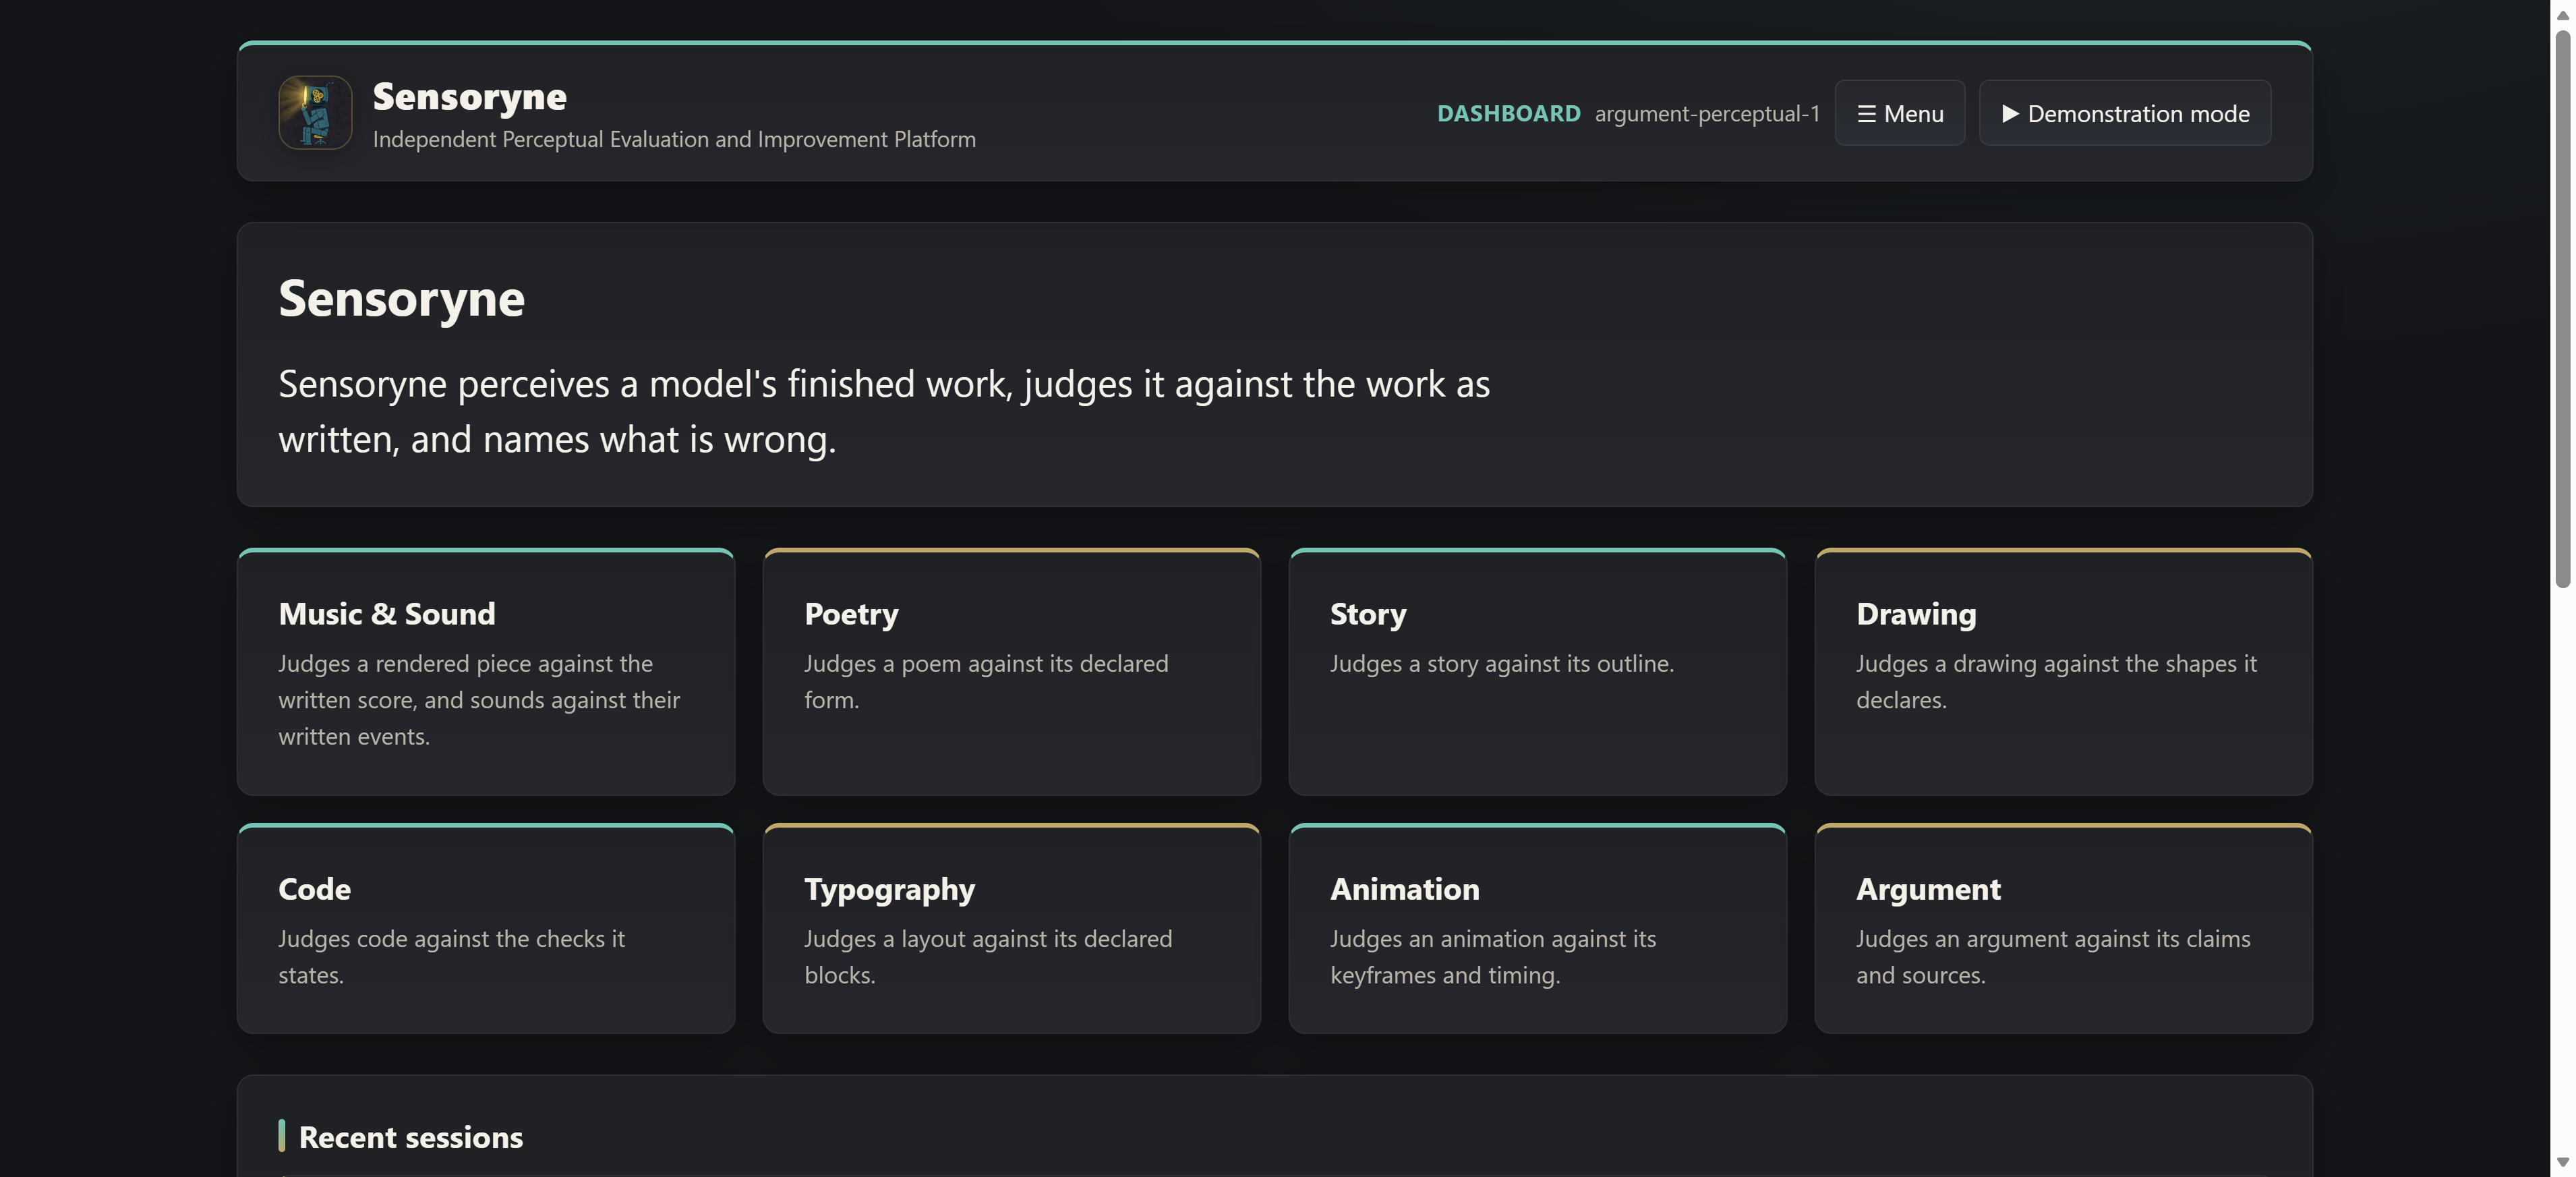 Sensoryne
Independent Perceptual Evaluation and Improvement Platform
DASHBOARD argument-perceptual-1 ☰ Menu ▶ Demonstration mode
Sensoryne
Sensoryne perceives a model's finished work, judges it against the work as
written, and names what is wrong.
Music & Sound
Judges a rendered piece against the
written score, and sounds against their
written events.
Poetry
Judges a poem against its declared
form.
Story
Judges a story against its outline.
Drawing
Judges a drawing against the shapes it
declares.
Code
Judges code against the checks it
states.
Typography
Judges a layout against its declared
blocks.
Animation
Judges an animation against its
keyframes and timing.
Argument
Judges an argument against its claims
and sources.
Recent sessions